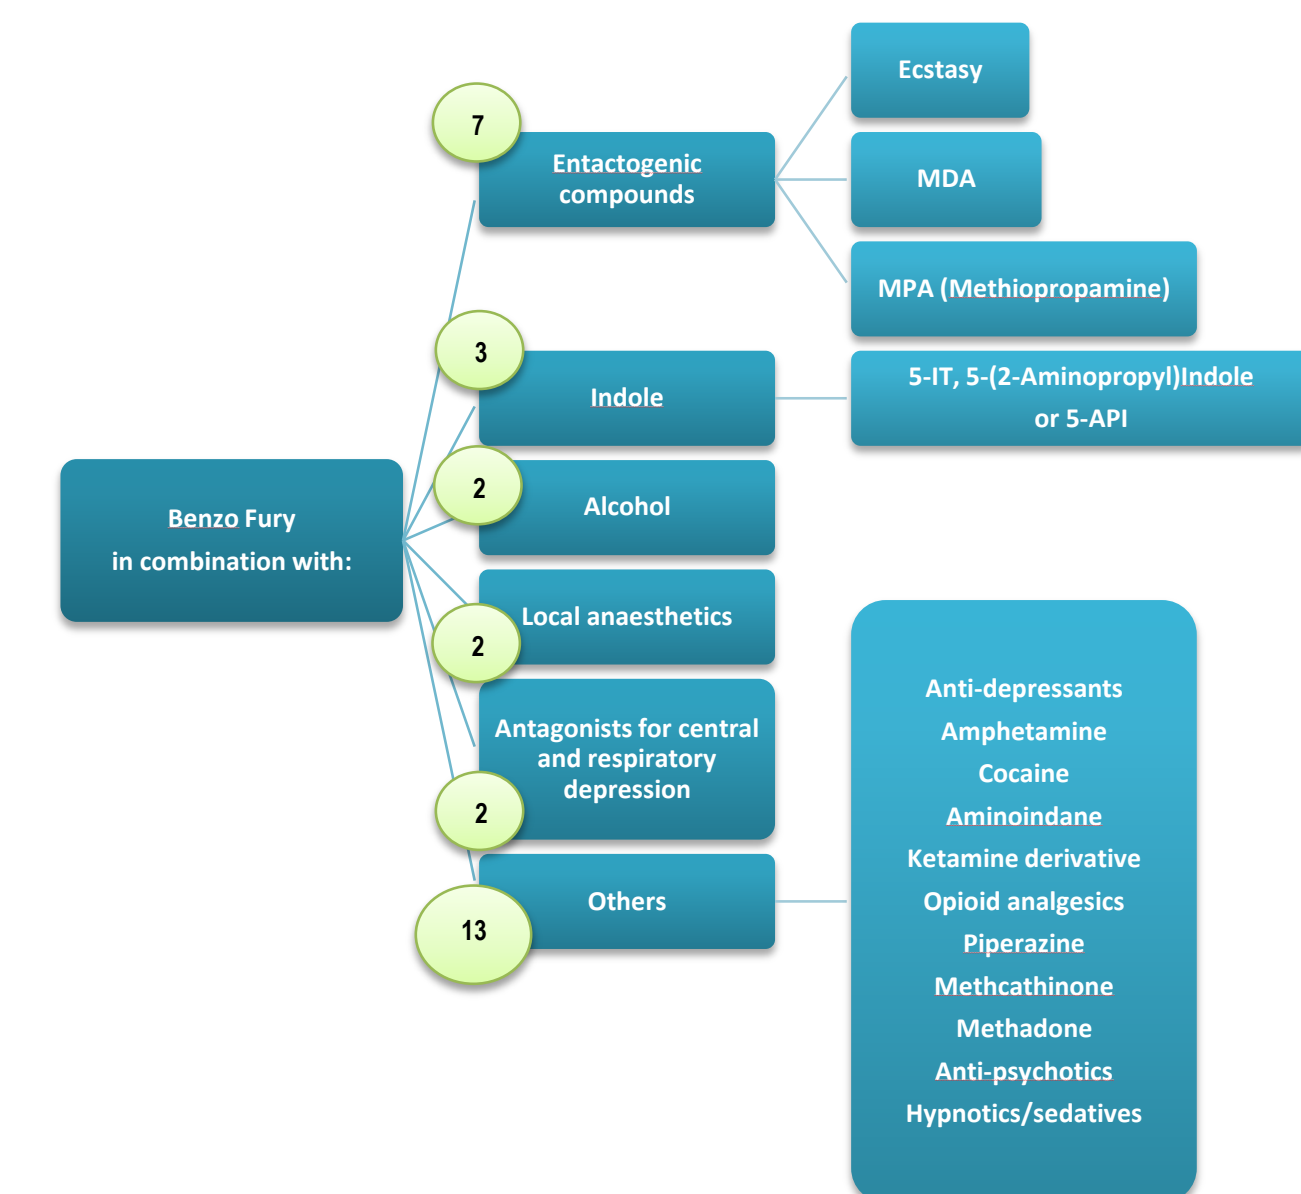 Benzo Fury
in combination with:
7
Entactogenic
compounds
Ecstasy
MDA
MPA (Methiopropamine)
3
Indole
5-IT, 5-(2-Aminopropyl)Indole
or 5-API
2
Alcohol
2
Local anaesthetics
2
Antagonists for central
and respiratory
depression
13
Others
Anti-depressants
Amphetamine
Cocaine
Aminoindane
Ketamine derivative
Opioid analgesics
Piperazine
Methcathinone
Methadone
Anti-psychotics
Hypnotics/sedatives